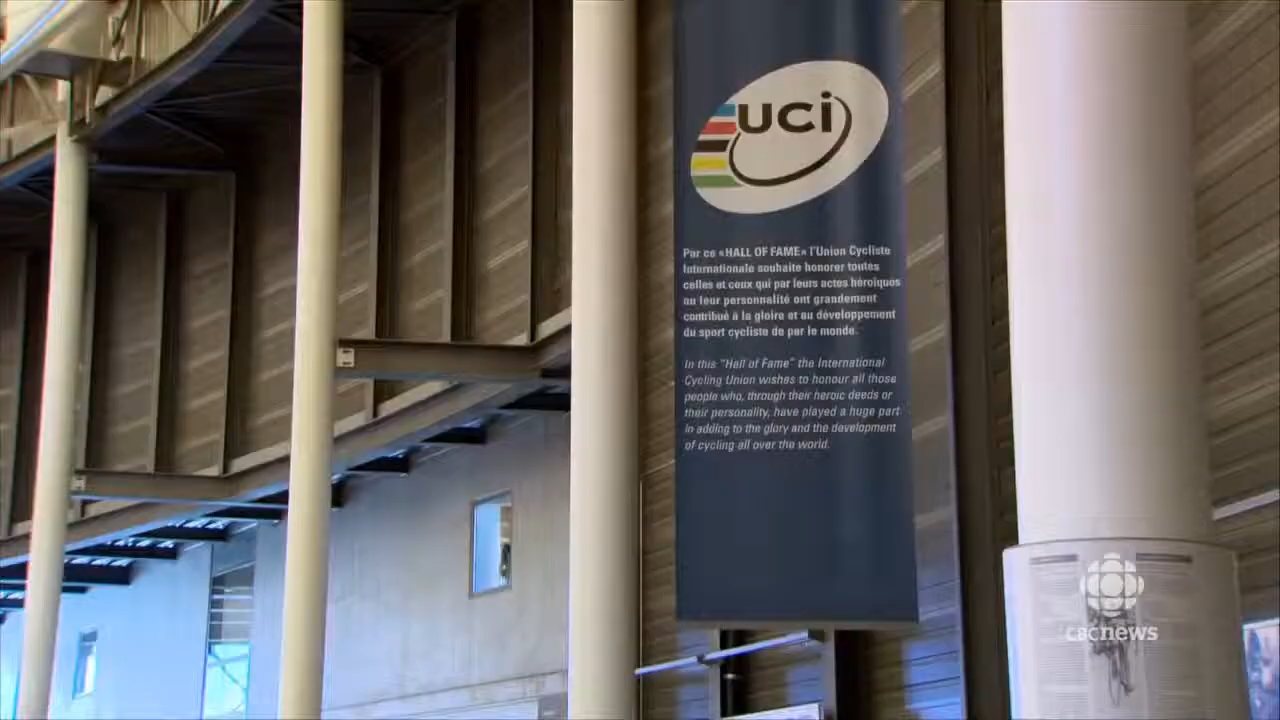 UCi
Par ce «HALL OF FAME» l'Union Cycliste
Internationale souhaite honorer toutes
celles et ceux qui par leurs actes héroïques
ou leur personnalité ont grandement
contribué à la gloire et au développement
du sport cycliste de par le monde.
In this "Hall of Fame" the International
Cycling Union wishes to honour all those
people who, through their heroic deeds or
their personality, have played a huge part
in adding to the glory and the development
of cycling all over the world.
cbcnews